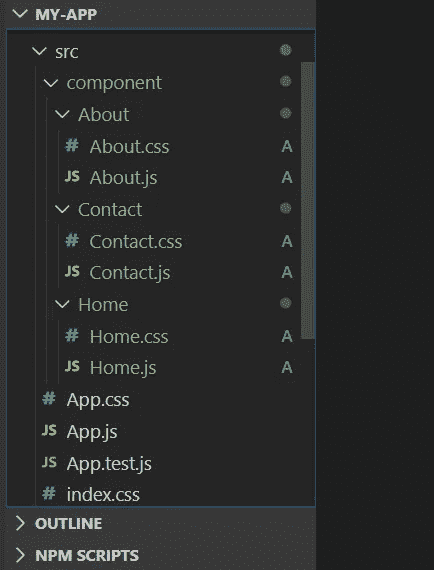 MY-APP
src
component
About
# About.css A
JS About.js A
Contact
# Contact.css A
JS Contact.js A
Home
# Home.css A
JS Home.js A
# App.css
JS App.js
JS App.test.js
# index.css
OUTLINE
NPM SCRIPTS